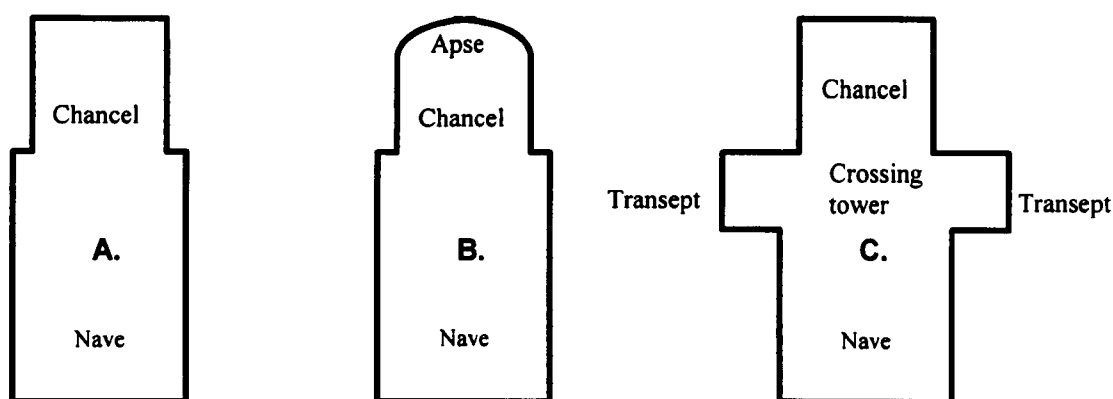 Chancel
A.
Nave
Apse
Chancel
B.
Nave
Chancel
Transept
Crossing
tower
Transept
C.
Nave